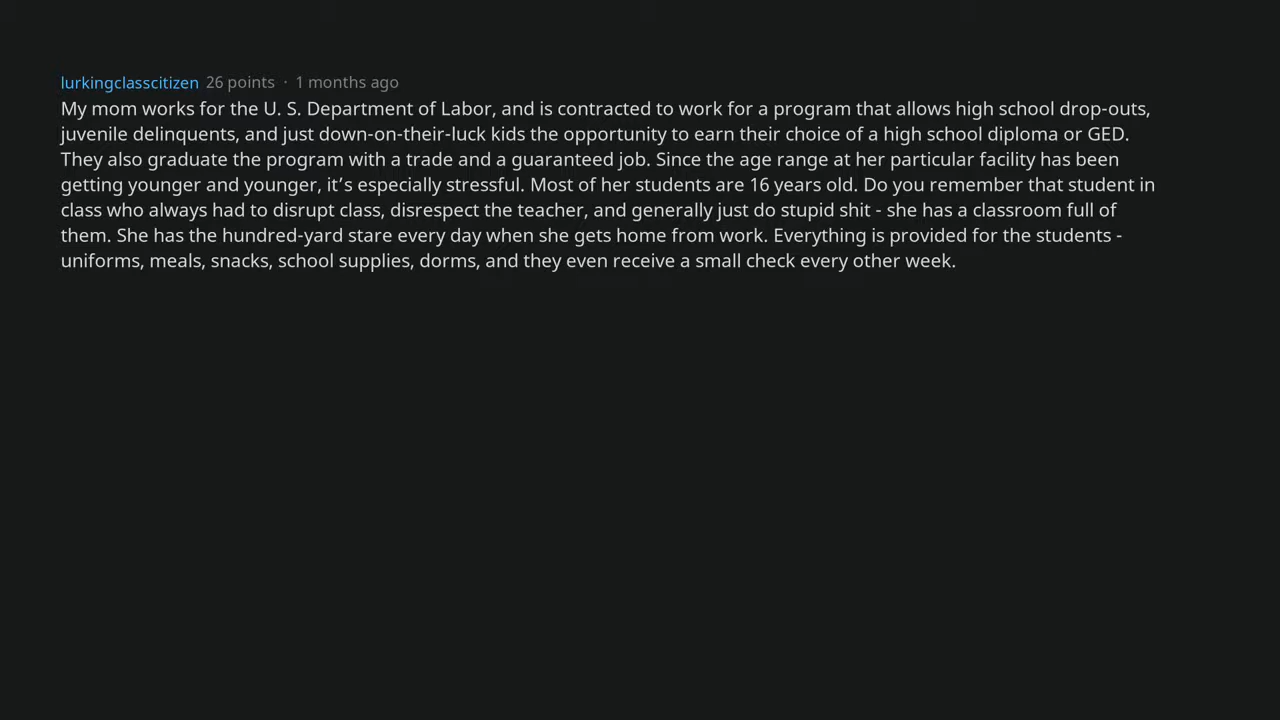 lurkingclasscitizen 26 points · 1 months ago
My mom works for the U. S. Department of Labor, and is contracted to work for a program that allows high school drop-outs,
juvenile delinquents, and just down-on-their-luck kids the opportunity to earn their choice of a high school diploma or GED.
They also graduate the program with a trade and a guaranteed job. Since the age range at her particular facility has been
getting younger and younger, it’s especially stressful. Most of her students are 16 years old. Do you remember that student in
class who always had to disrupt class, disrespect the teacher, and generally just do stupid shit - she has a classroom full of
them. She has the hundred-yard stare every day when she gets home from work. Everything is provided for the students -
uniforms, meals, snacks, school supplies, dorms, and they even receive a small check every other week.